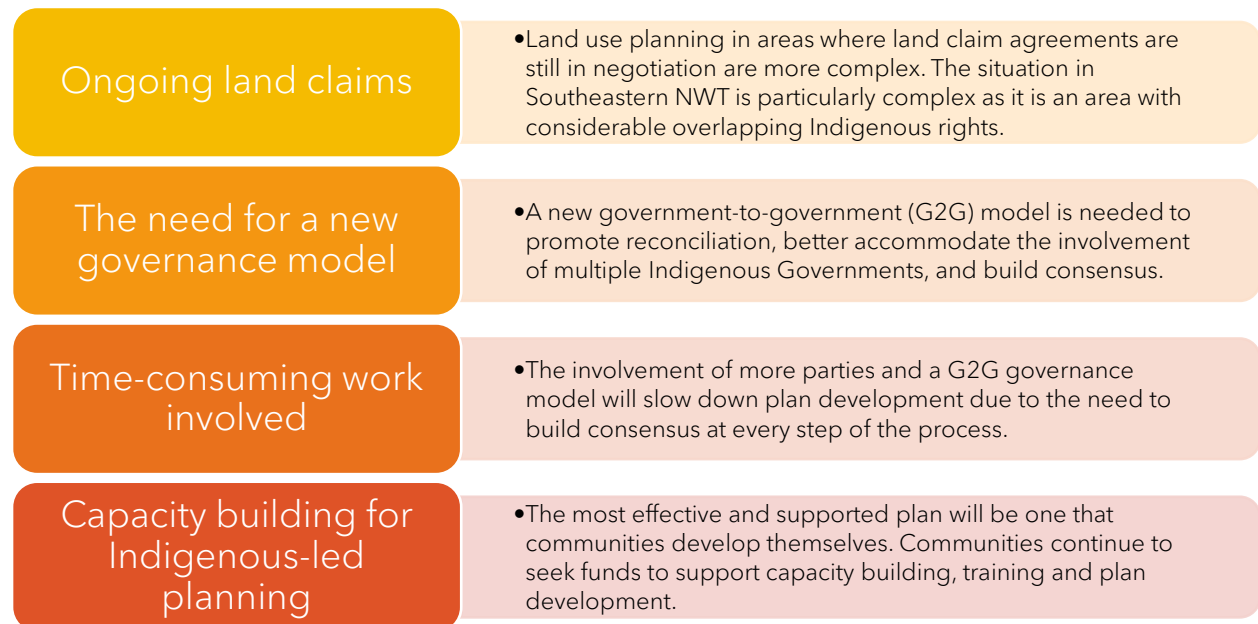 Ongoing land claims
•Land use planning in areas where land claim agreements are
still in negotiation are more complex. The situation in
Southeastern NWT is particularly complex as it is an area with
considerable overlapping Indigenous rights.
The need for a new
governance model
•A new government-to-government (G2G) model is needed to
promote reconciliation, better accommodate the involvement
of multiple Indigenous Governments, and build consensus.
Time-consuming work
involved
•The involvement of more parties and a G2G governance
model will slow down plan development due to the need to
build consensus at every step of the process.
Capacity building for
Indigenous-led
planning
•The most effective and supported plan will be one that
communities develop themselves. Communities continue to
seek funds to support capacity building, training and plan
development.